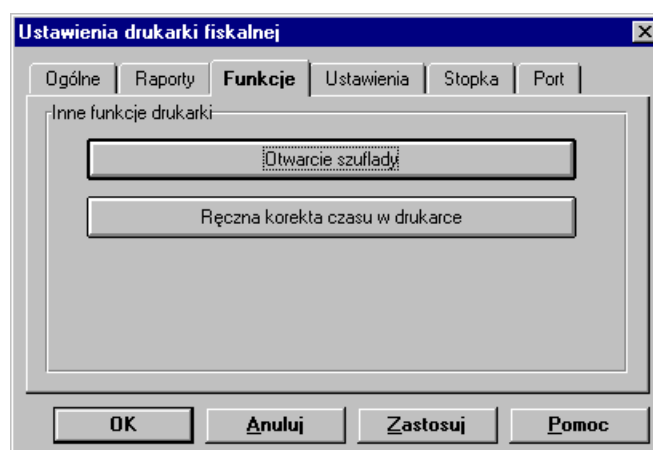 Ustawienia drukarki fiskalnej
Ogólne Raporty Funkcje Ustawienia Stopka Port
Inne funkcje drukarki
Otwarcie szuflady
Ręczna korekta czasu w drukarce
OK Anuluj Zastosuj Pomoc